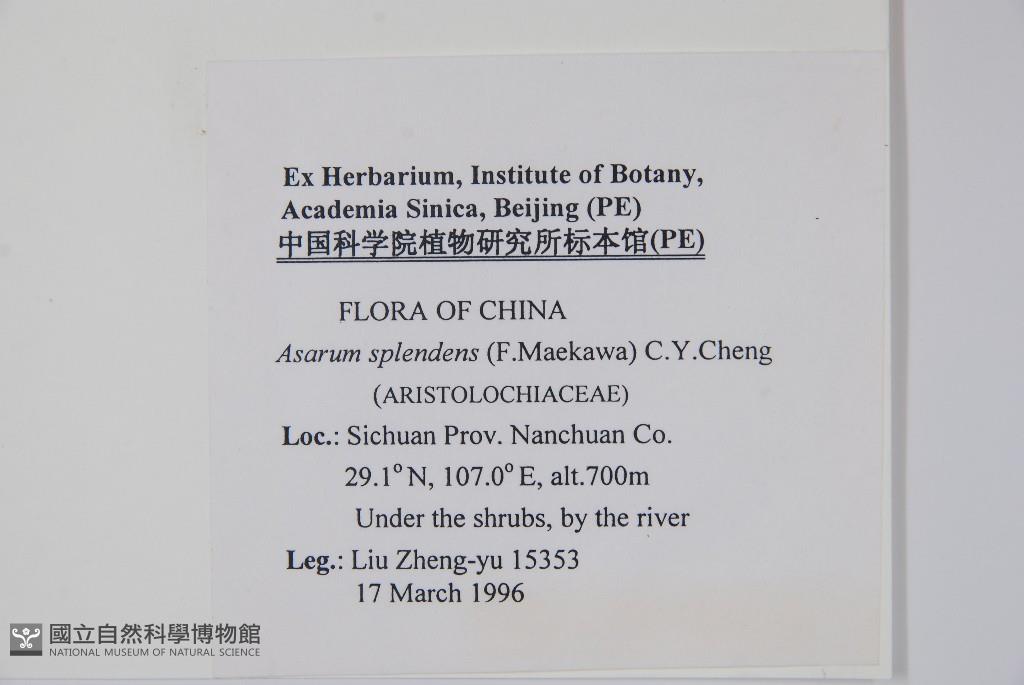 Ex Herbarium, Institute of Botany,
Academia Sinica, Beijing (PE)
中国科学院植物研究所标本馆(PE)
FLORA OF CHINA
Asarum splendens (F.Maekawa) C.Y.Cheng
(ARISTOLOCHIACEAE)
Loc.: Sichuan Prov. Nanchuan Co.
29.1° N, 107.0° E, alt.700m
Under the shrubs, by the river
Leg.: Liu Zheng-yu 15353
17 March 1996
國立自然科學博物館
NATIONAL MUSEUM OF NATURAL SCIENCE